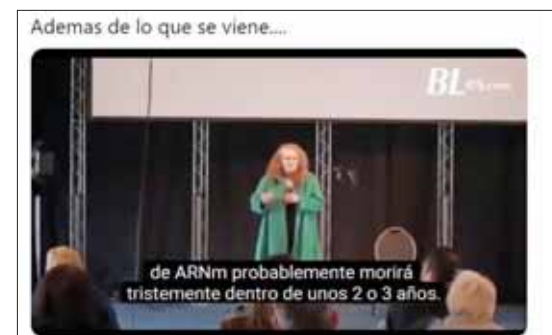 Ademas de lo que se viene....
BL
de ARNm probablemente morirá
tristemente dentro de unos 2 o 3 años.